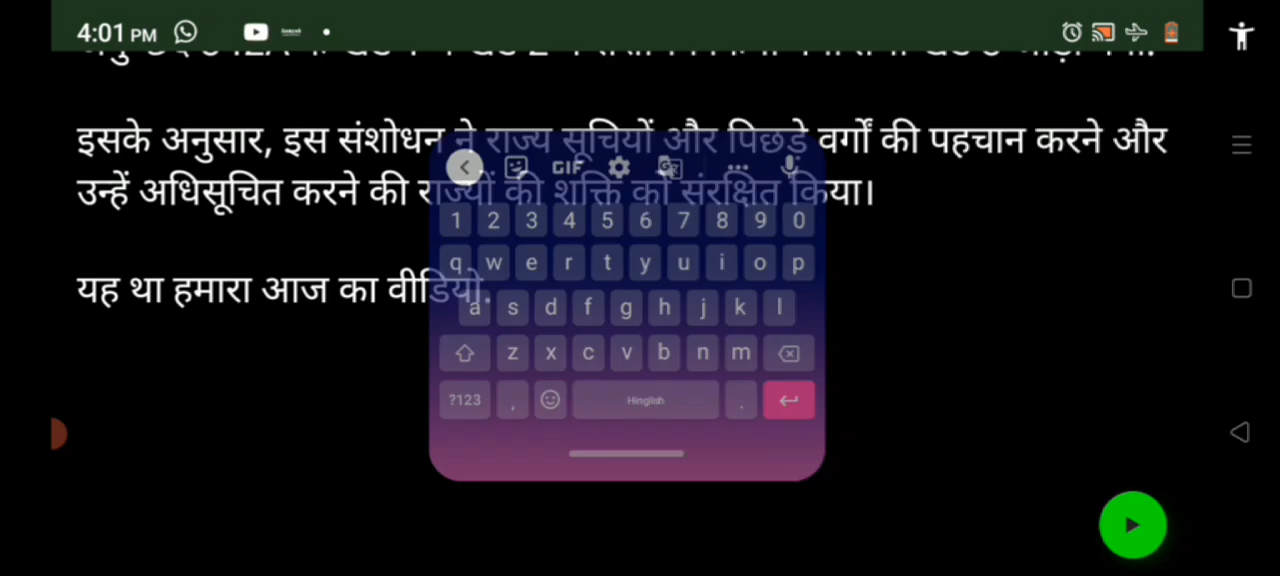 4:01 PM
इसके अनुसार, इस संशोधन ने राज्य सूचियों और पिछड़े वर्गों की पहचान करने और
उन्हें अधिसूचित करने की राज्यों की शक्ति को संरक्षित किया।
यह था हमारा आज का वीडियो.
GIF
1 2 3 4 5 6 7 8 9 0
q w e r t y u i o p
a s d f g h j k l
z x c v b n m
?123 , Hinglish .